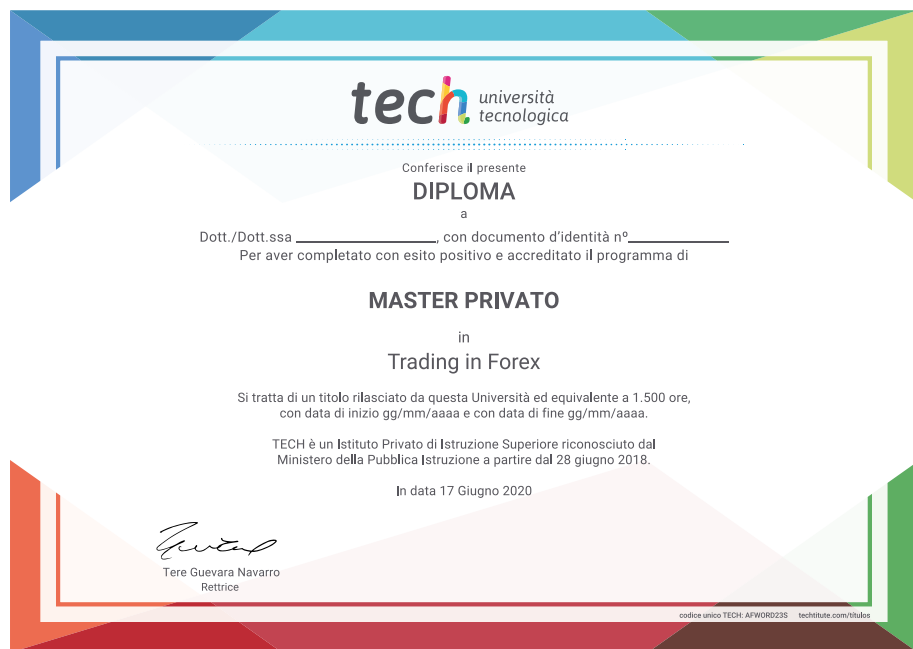 tech università
tecnologica
Conferisce il presente
DIPLOMA
a
Dott./Dott.ssa ________________, con documento d'identità nº____________
Per aver completato con esito positivo e accreditato il programma di
MASTER PRIVATO
in
Trading in Forex
Si tratta di un titolo rilasciato da questa Università ed equivalente a 1.500 ore,
con data di inizio gg/mm/aaaa e con data di fine gg/mm/aaaa.
TECH è un Istituto Privato di Istruzione Superiore riconosciuto dal
Ministero della Pubblica Istruzione a partire dal 28 giugno 2018.
In data 17 Giugno 2020
Tere Guevara Navarro
Rettrice
codice unico TECH: AFWORD23S techtitute.com/titulos